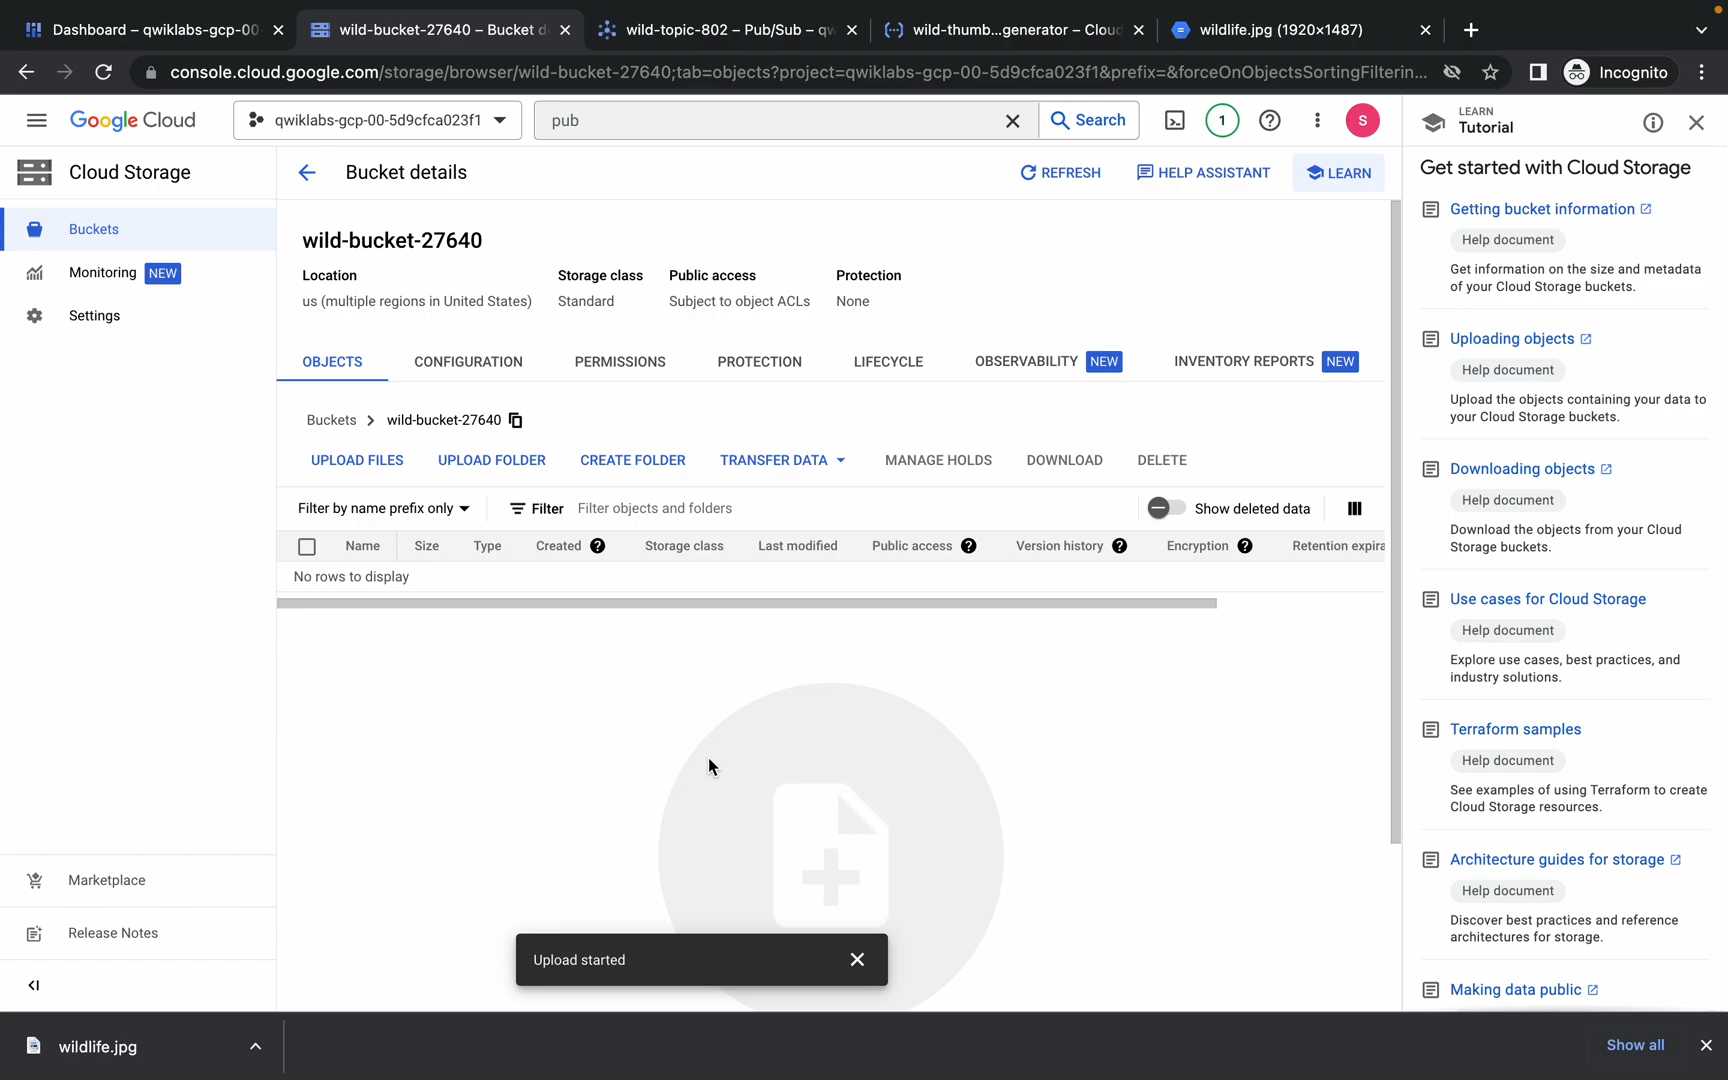 Dashboard – qwiklabs-gcp-00
wild-bucket-27640 – Bucket d
wild-topic-802 – Pub/Sub – qw
wild-thumb...generator – Clou
wildlife.jpg (1920×1487)
console.cloud.google.com/storage/browser/wild-bucket-27640;tab=objects?project=qwiklabs-gcp-00-5d9cfca023f1&prefix=&forceOnObjectsSortingFilterin...
Incognito
Google Cloud
qwiklabs-gcp-00-5d9cfca023f1
pub
Search
1
S
LEARN
Tutorial
Cloud Storage
Bucket details
REFRESH
HELP ASSISTANT
LEARN
Get started with Cloud Storage
Buckets
Monitoring NEW
Settings
Marketplace
Release Notes
wild-bucket-27640
Location
Storage class
Public access
Protection
us (multiple regions in United States)
Standard
Subject to object ACLs
None
OBJECTS
CONFIGURATION
PERMISSIONS
PROTECTION
LIFECYCLE
OBSERVABILITY NEW
INVENTORY REPORTS NEW
Buckets > wild-bucket-27640
UPLOAD FILES
UPLOAD FOLDER
CREATE FOLDER
TRANSFER DATA
MANAGE HOLDS
DOWNLOAD
DELETE
Filter by name prefix only
Filter
Filter objects and folders
Show deleted data
Name
Size
Type
Created
Storage class
Last modified
Public access
Version history
Encryption
Retention expira
No rows to display
Upload started
Getting bucket information
Help document
Get information on the size and metadata
of your Cloud Storage buckets.
Uploading objects
Help document
Upload the objects containing your data to
your Cloud Storage buckets.
Downloading objects
Help document
Download the objects from your Cloud
Storage buckets.
Use cases for Cloud Storage
Help document
Explore use cases, best practices, and
industry solutions.
Terraform samples
Help document
See examples of using Terraform to create
Cloud Storage resources.
Architecture guides for storage
Help document
Discover best practices and reference
architectures for storage.
Making data public
wildlife.jpg
Show all